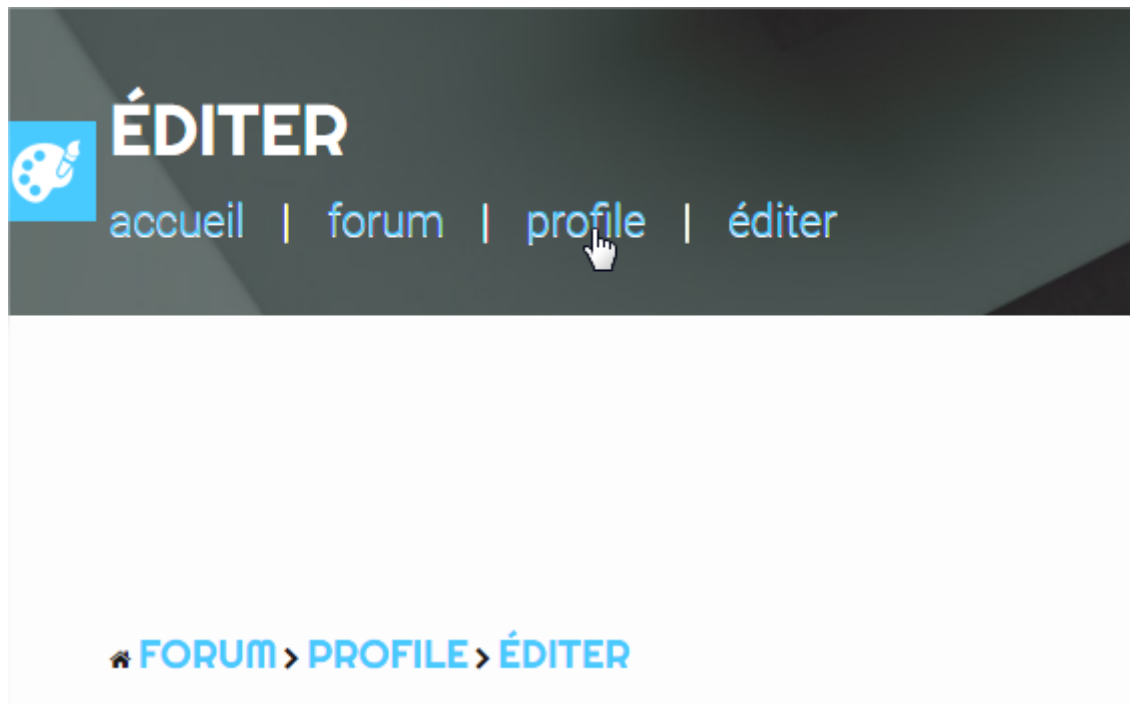 ÉDITER
accueil | forum | profile | éditer
FORUM > PROFILE > ÉDITER